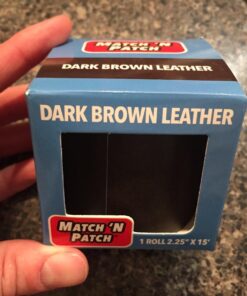 MATCH 'N
PATCH
DARK BROWN LEATHER
DARK BROWN LEATHER
MATCH 'N
PATCH
1 ROLL 2.25" X 15'